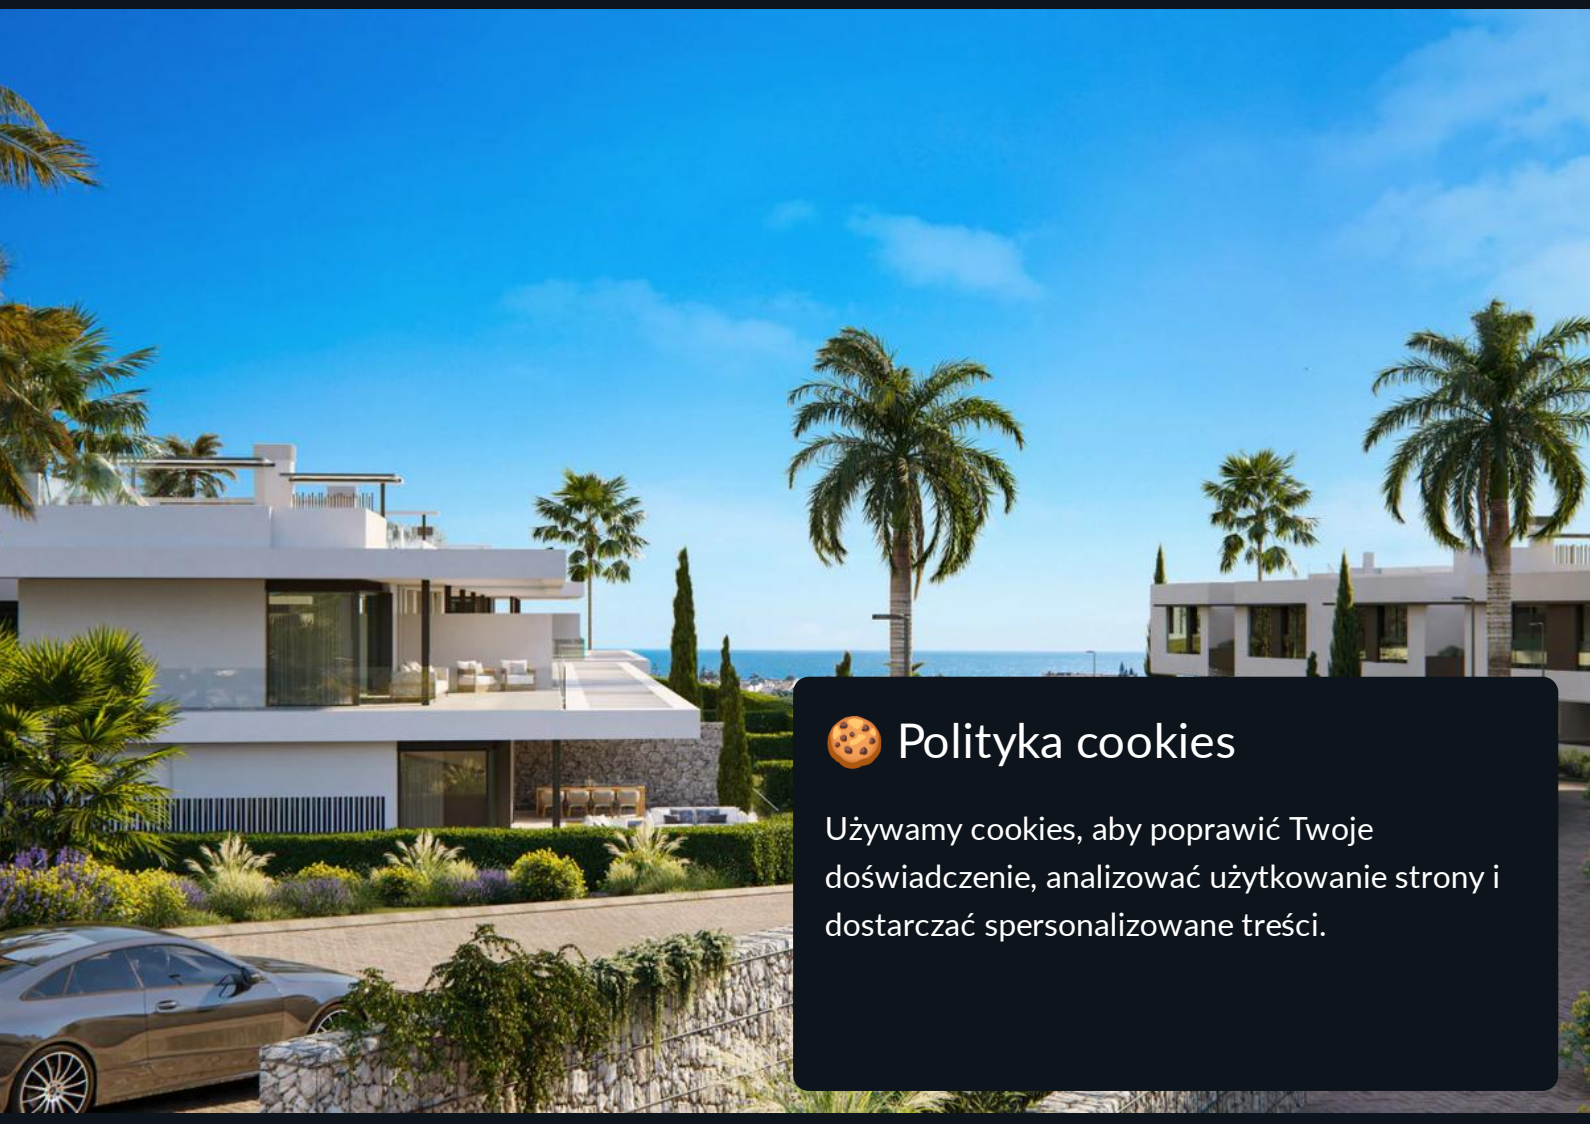 🍪 Polityka cookies
Używamy cookies, aby poprawić Twoje
doświadczenie, analizować użytkowanie strony i
dostarczać spersonalizowane treści.